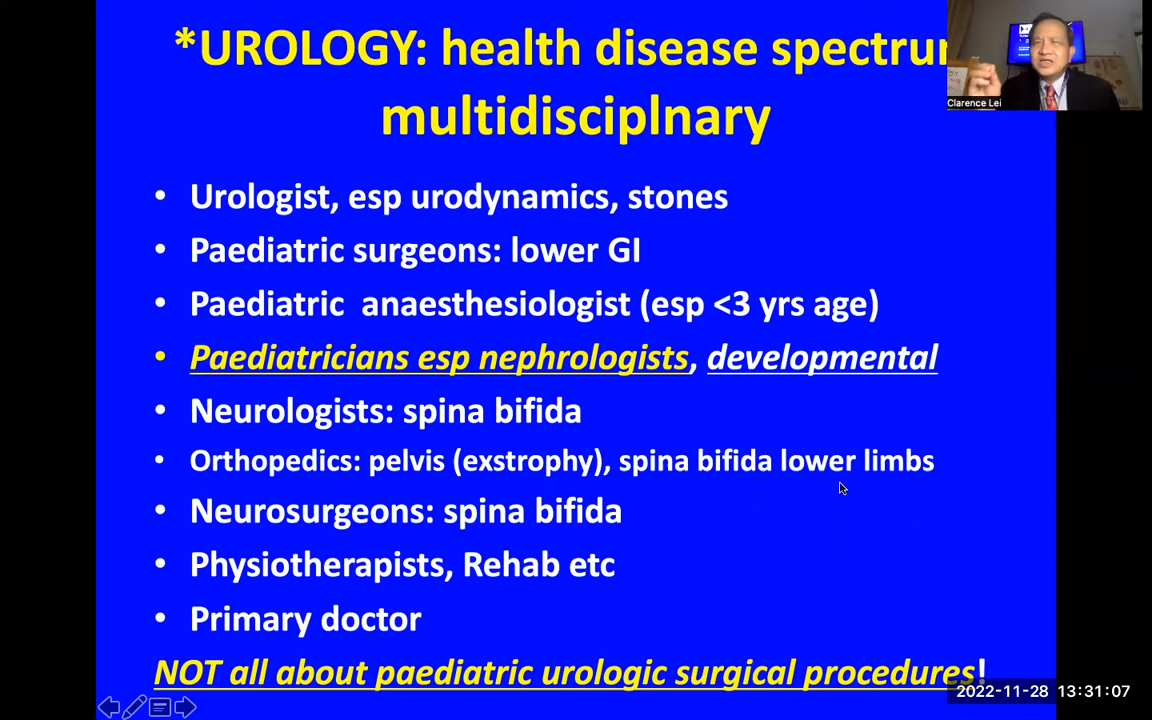 *UROLOGY: health disease spectrum
multidisciplnary
Clarence Lei
• Urologist, esp urodynamics, stones
• Paediatric surgeons: lower GI
• Paediatric anaesthesiologist (esp <3 yrs age)
• Paediatricians esp nephrologists, developmental
• Neurologists: spina bifida
• Orthopedics: pelvis (exstrophy), spina bifida lower limbs
• Neurosurgeons: spina bifida
• Physiotherapists, Rehab etc
• Primary doctor
NOT all about paediatric urologic surgical procedures!
2022-11-28 13:31:07